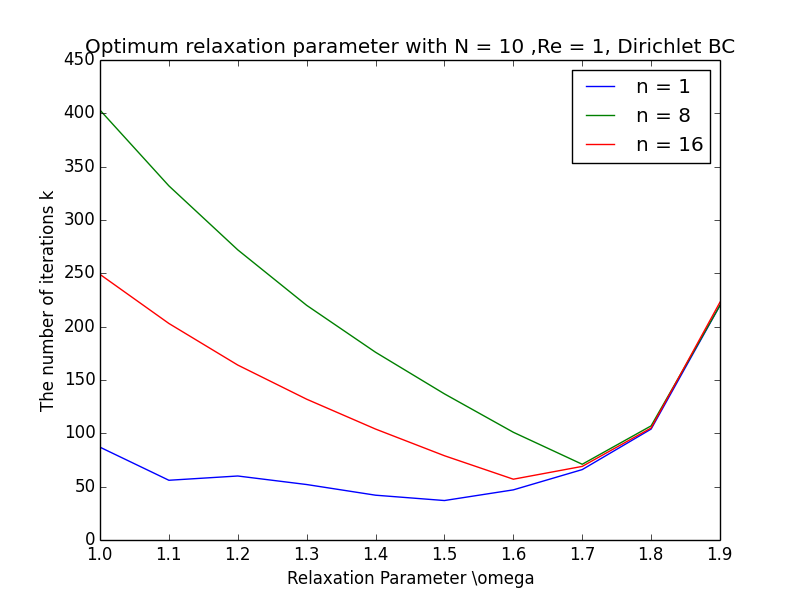 Optimum relaxation parameter with N = 10 ,Re = 1, Dirichlet BC
n = 1
n = 8
n = 16
The number of iterations k
450
400
350
300
250
200
150
100
50
0
1.0 1.1 1.2 1.3 1.4 1.5 1.6 1.7 1.8 1.9
Relaxation Parameter \omega